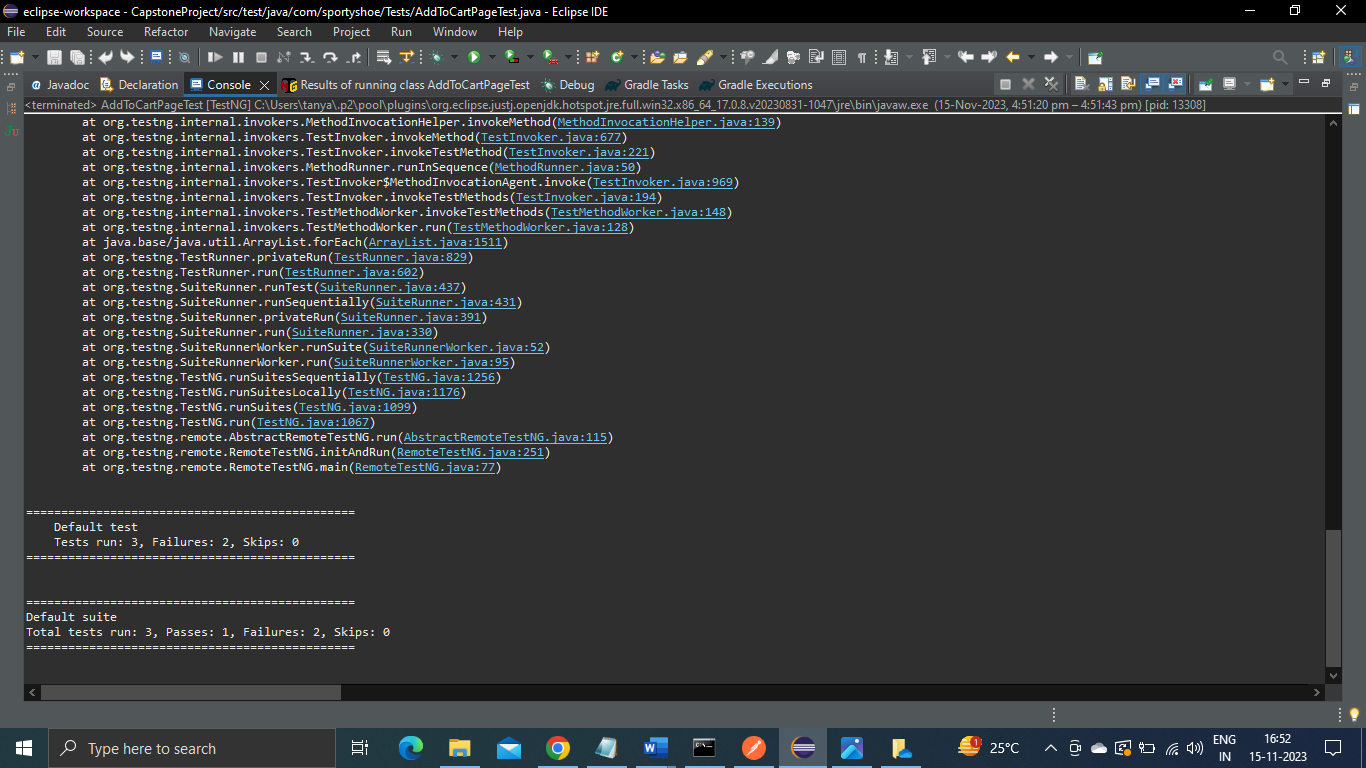 eclipse-workspace - CapstoneProject/src/test/java/com/sportyshoe/Tests/AddToCartPageTest.java - Eclipse IDE
File Edit Source Refactor Navigate Search Project Run Window Help
@ Javadoc Declaration Console Results of running class AddToCartPageTest Debug Gradle Tasks Gradle Executions
<terminated> AddToCartPageTest [TestNG] C:\Users\tanya\.p2\pool\plugins\org.eclipse.justj.openjdk.hotspot.jre.full.win32.x86_64_17.0.8.v20230831-1047\jre\bin\javaw.exe (15-Nov-2023, 4:51:20 pm – 4:51:43 pm) [pid: 13308]
at org.testng.internal.invokers.MethodInvocationHelper.invokeMethod(MethodInvocationHelper.java:139)
at org.testng.internal.invokers.TestInvoker.invokeMethod(TestInvoker.java:677)
at org.testng.internal.invokers.TestInvoker.invokeTestMethod(TestInvoker.java:221)
at org.testng.internal.invokers.MethodRunner.runInSequence(MethodRunner.java:50)
at org.testng.internal.invokers.TestInvoker$MethodInvocationAgent.invoke(TestInvoker.java:969)
at org.testng.internal.invokers.TestInvoker.invokeTestMethods(TestInvoker.java:194)
at org.testng.internal.invokers.TestMethodWorker.invokeTestMethods(TestMethodWorker.java:148)
at org.testng.internal.invokers.TestMethodWorker.run(TestMethodWorker.java:128)
at java.base/java.util.ArrayList.forEach(ArrayList.java:1511)
at org.testng.TestRunner.privateRun(TestRunner.java:829)
at org.testng.TestRunner.run(TestRunner.java:602)
at org.testng.SuiteRunner.runTest(SuiteRunner.java:437)
at org.testng.SuiteRunner.runSequentially(SuiteRunner.java:431)
at org.testng.SuiteRunner.privateRun(SuiteRunner.java:391)
at org.testng.SuiteRunner.run(SuiteRunner.java:330)
at org.testng.SuiteRunnerWorker.runSuite(SuiteRunnerWorker.java:52)
at org.testng.SuiteRunnerWorker.run(SuiteRunnerWorker.java:95)
at org.testng.TestNG.runSuitesSequentially(TestNG.java:1256)
at org.testng.TestNG.runSuitesLocally(TestNG.java:1176)
at org.testng.TestNG.runSuites(TestNG.java:1099)
at org.testng.TestNG.run(TestNG.java:1067)
at org.testng.remote.AbstractRemoteTestNG.run(AbstractRemoteTestNG.java:115)
at org.testng.remote.RemoteTestNG.initAndRun(RemoteTestNG.java:251)
at org.testng.remote.RemoteTestNG.main(RemoteTestNG.java:77)
===============================================
Default test
Tests run: 3, Failures: 2, Skips: 0
===============================================
===============================================
Default suite
Total tests run: 3, Passes: 1, Failures: 2, Skips: 0
===============================================
Type here to search
1
25°C
ENG
IN
16:52
15-11-2023